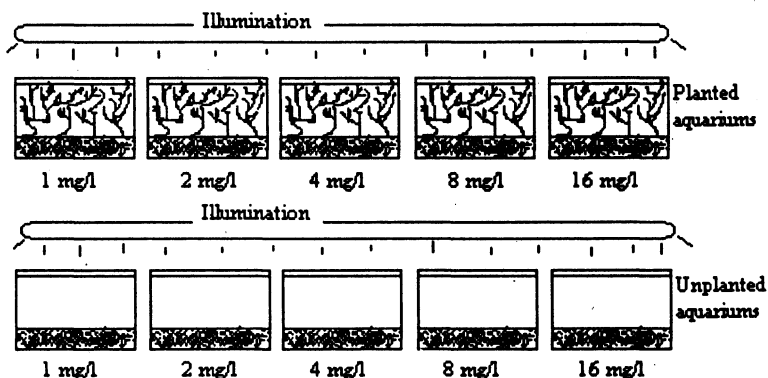 Illumination
Planted
aquariums
1 mg/l 2 mg/l 4 mg/l 8 mg/l 16 mg/l
Illumination
Unplanted
aquariums
1 mg/l 2 mg/l 4 mg/l 8 mg/l 16 mg/l